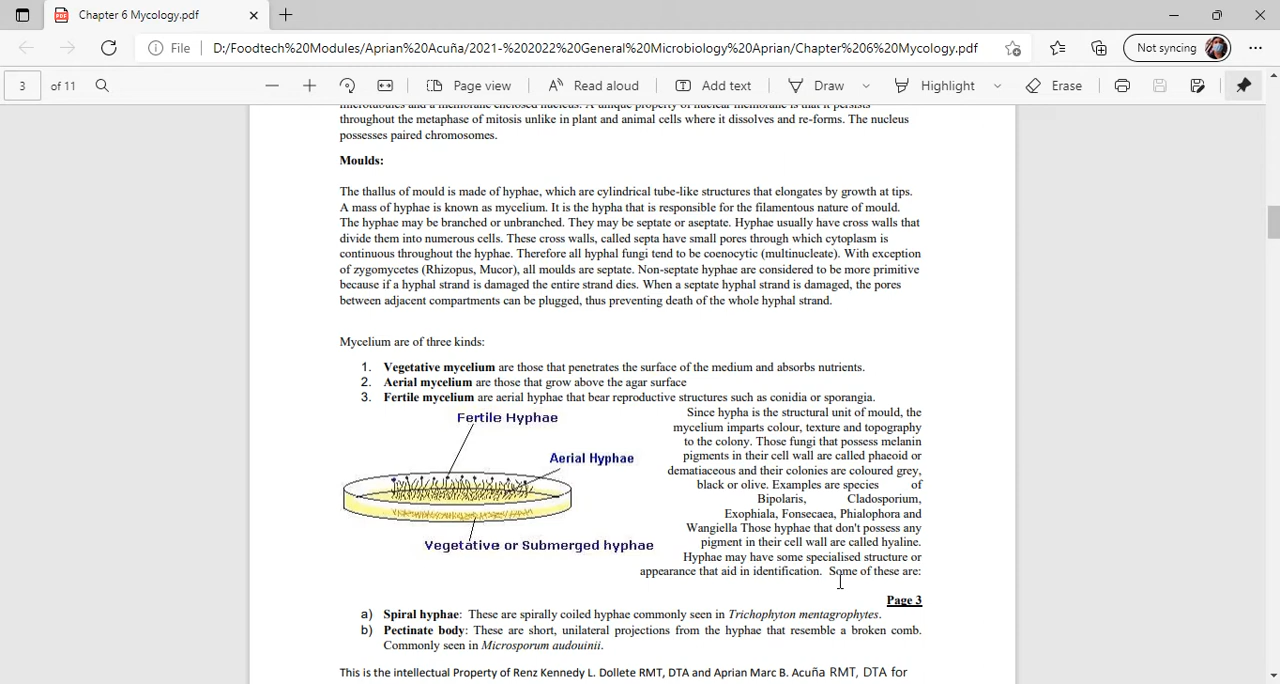 Chapter 6 Mycology.pdf
File D:/Foodtech%20Modules/Aprian%20Acuña/2021-%20-2022%20General%20Microbiology%20Aprian/Chapter%206%20Mycology.pdf
Not syncing
3 of 11
Page view
Read aloud
Add text
Draw
Highlight
Erase
microtubules and a membrane enclosed nucleus. A unique property of nuclear membrane is that it persists
throughout the metaphase of mitosis unlike in plant and animal cells where it dissolves and re-forms. The nucleus
possesses paired chromosomes.
Moulds:
The thallus of mould is made of hyphae, which are cylindrical tube-like structures that elongates by growth at tips.
A mass of hyphae is known as mycelium. It is the hypha that is responsible for the filamentous nature of mould.
The hyphae may be branched or unbranched. They may be septate or aseptate. Hyphae usually have cross walls that
divide them into numerous cells. These cross walls, called septa have small pores through which cytoplasm is
continuous throughout the hyphae. Therefore all hyphal fungi tend to be coenocytic (multinucleate). With exception
of zygomycetes (Rhizopus, Mucor), all moulds are septate. Non-septate hyphae are considered to be more primitive
because if a hyphal strand is damaged the entire strand dies. When a septate hyphal strand is damaged, the pores
between adjacent compartments can be plugged, thus preventing death of the whole hyphal strand.
Mycelium are of three kinds:
1. Vegetative mycelium are those that penetrates the surface of the medium and absorbs nutrients.
2. Aerial mycelium are those that grow above the agar surface
3. Fertile mycelium are aerial hyphae that bear reproductive structures such as conidia or sporangia.
Fertile Hyphae
Aerial Hyphae
Vegetative or Submerged hyphae
Since hypha is the structural unit of mould, the
mycelium imparts colour, texture and topography
to the colony. Those fungi that possess melanin
pigments in their cell wall are called phaeoid or
dematiaceous and their colonies are coloured grey,
black or olive. Examples are species of
Bipolaris, Cladosporium,
Exophiala, Fonsecaea, Phialophora and
Wangiella Those hyphae that don't possess any
pigment in their cell wall are called hyaline.
Hyphae may have some specialised structure or
appearance that aid in identification. Some of these are:
Page 3
a) Spiral hyphae: These are spirally coiled hyphae commonly seen in Trichophyton mentagrophytes.
b) Pectinate body: These are short, unilateral projections from the hyphae that resemble a broken comb.
Commonly seen in Microsporum audouinii.
This is the intellectual Property of Renz Kennedy L. Dollete RMT, DTA and Aprian Marc B. Acuña RMT, DTA for